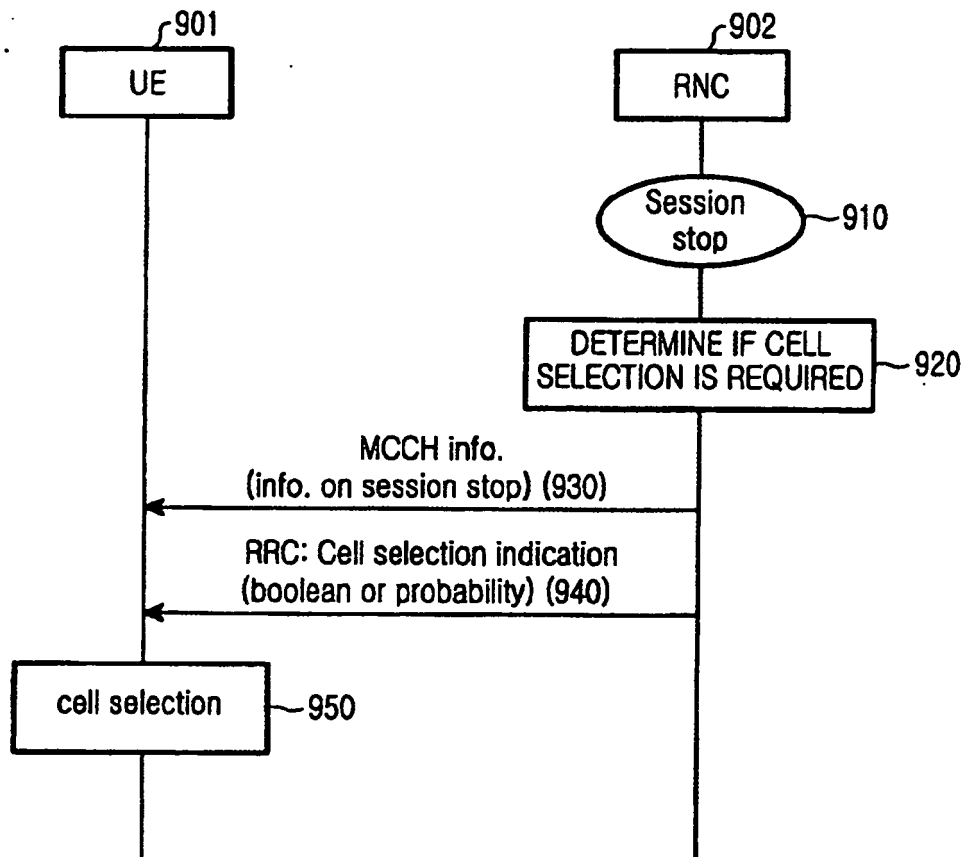 901
902
UE
RNC
Session
stop
910
DETERMINE IF CELL
SELECTION IS REQUIRED
920
MCCH info.
(info. on session stop) (930)
RRC: Cell selection indication
(boolean or probability) (940)
cell selection
950